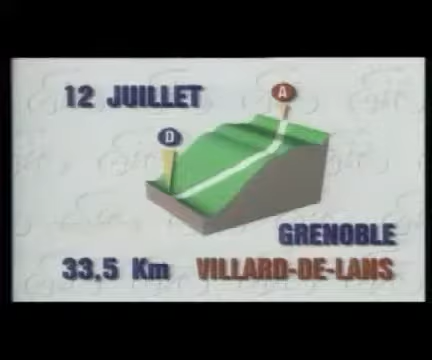 12 JUILLET
A
D
GRENOBLE
33,5 Km VILLARD-DE-LANS